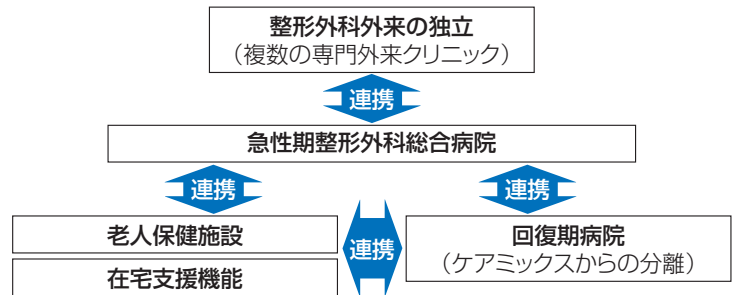 整形外科外来の独立
（複数の専門外来クリニック）
連携
急性期整形外科総合病院
連携
連携
老人保健施設
連携
回復期病院
（ケアミックスからの分離）
在宅支援機能